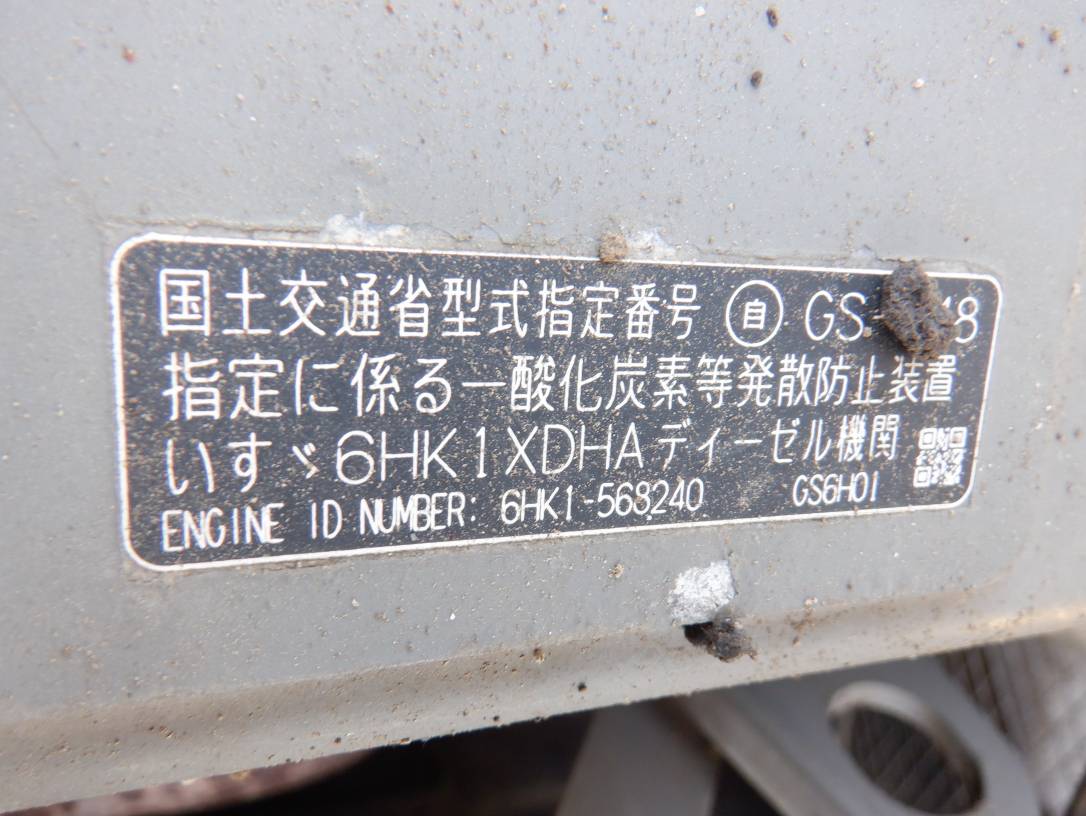 国土交通省型式指定番号 ㊀自 GS- 48
指定に係る一酸化炭素等発散防止装置
いすゞ6HK1XDHAディーゼル機関
ENGINE ID NUMBER: 6HK1-568240 GS6H01